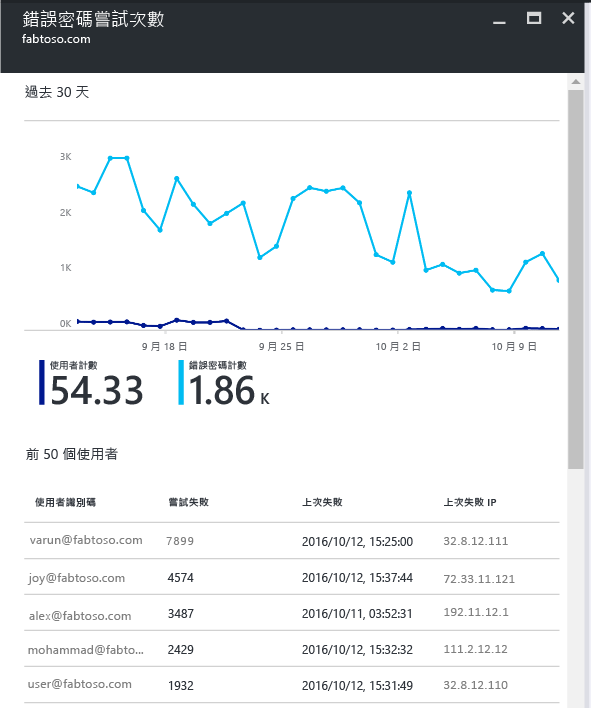 錯誤密碼嘗試次數
fabtoso.com
過去 30 天
3K
2K
1K
0K
9 月 18 日 9 月 25 日 10 月 2 日 10 月 9 日
使用者計數 錯誤密碼計數
54.33 1.86 K
前 50 個使用者
使用者識別碼 嘗試失敗 上次失敗 上次失敗 IP
varun@fabtoso.com 7899 2016/10/12, 15:25:00 32.8.12.111
joy@fabtoso.com 4574 2016/10/12, 15:37:44 72.33.11.121
alex@fabtoso.com 3487 2016/10/11, 03:52:31 192.11.12.1
mohammad@fabto... 2429 2016/10/12, 15:32:32 111.2.12.12
user@fabtoso.com 1932 2016/10/12, 15:31:49 32.8.12.110